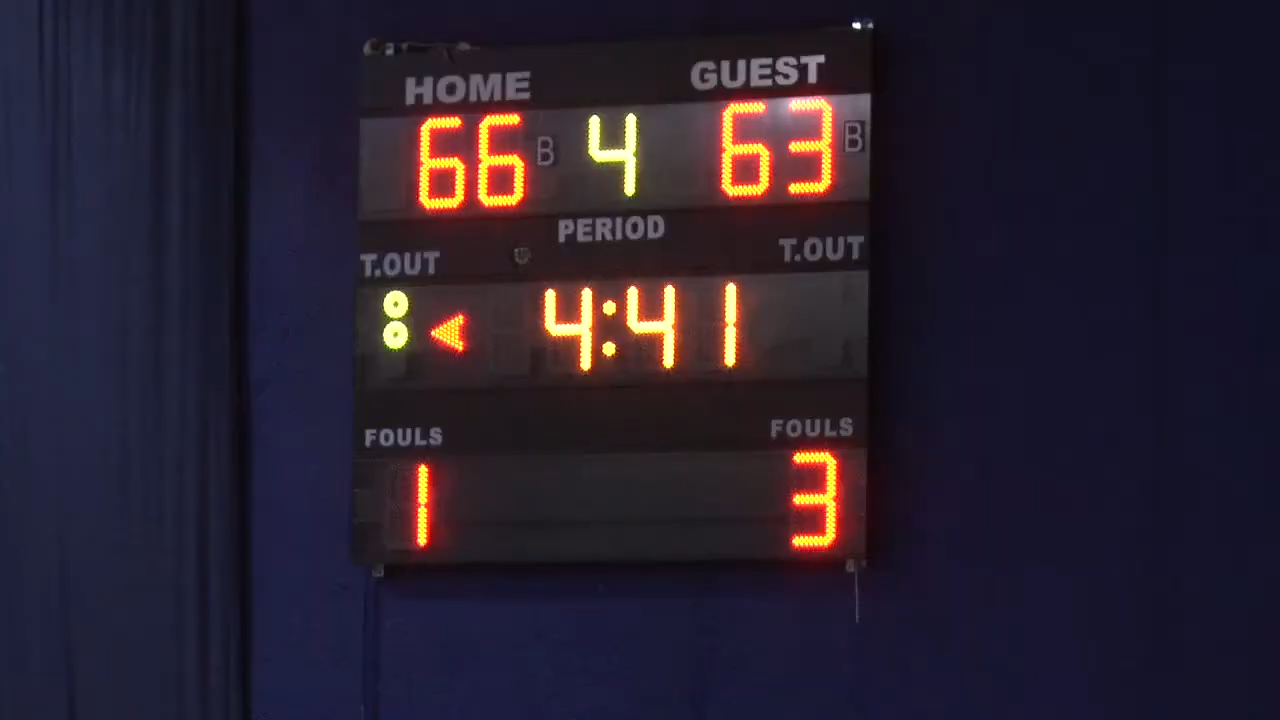 HOME GUEST
66 B 4 63 B
PERIOD
T.OUT T.OUT
4:41
FOULS FOULS
1 3